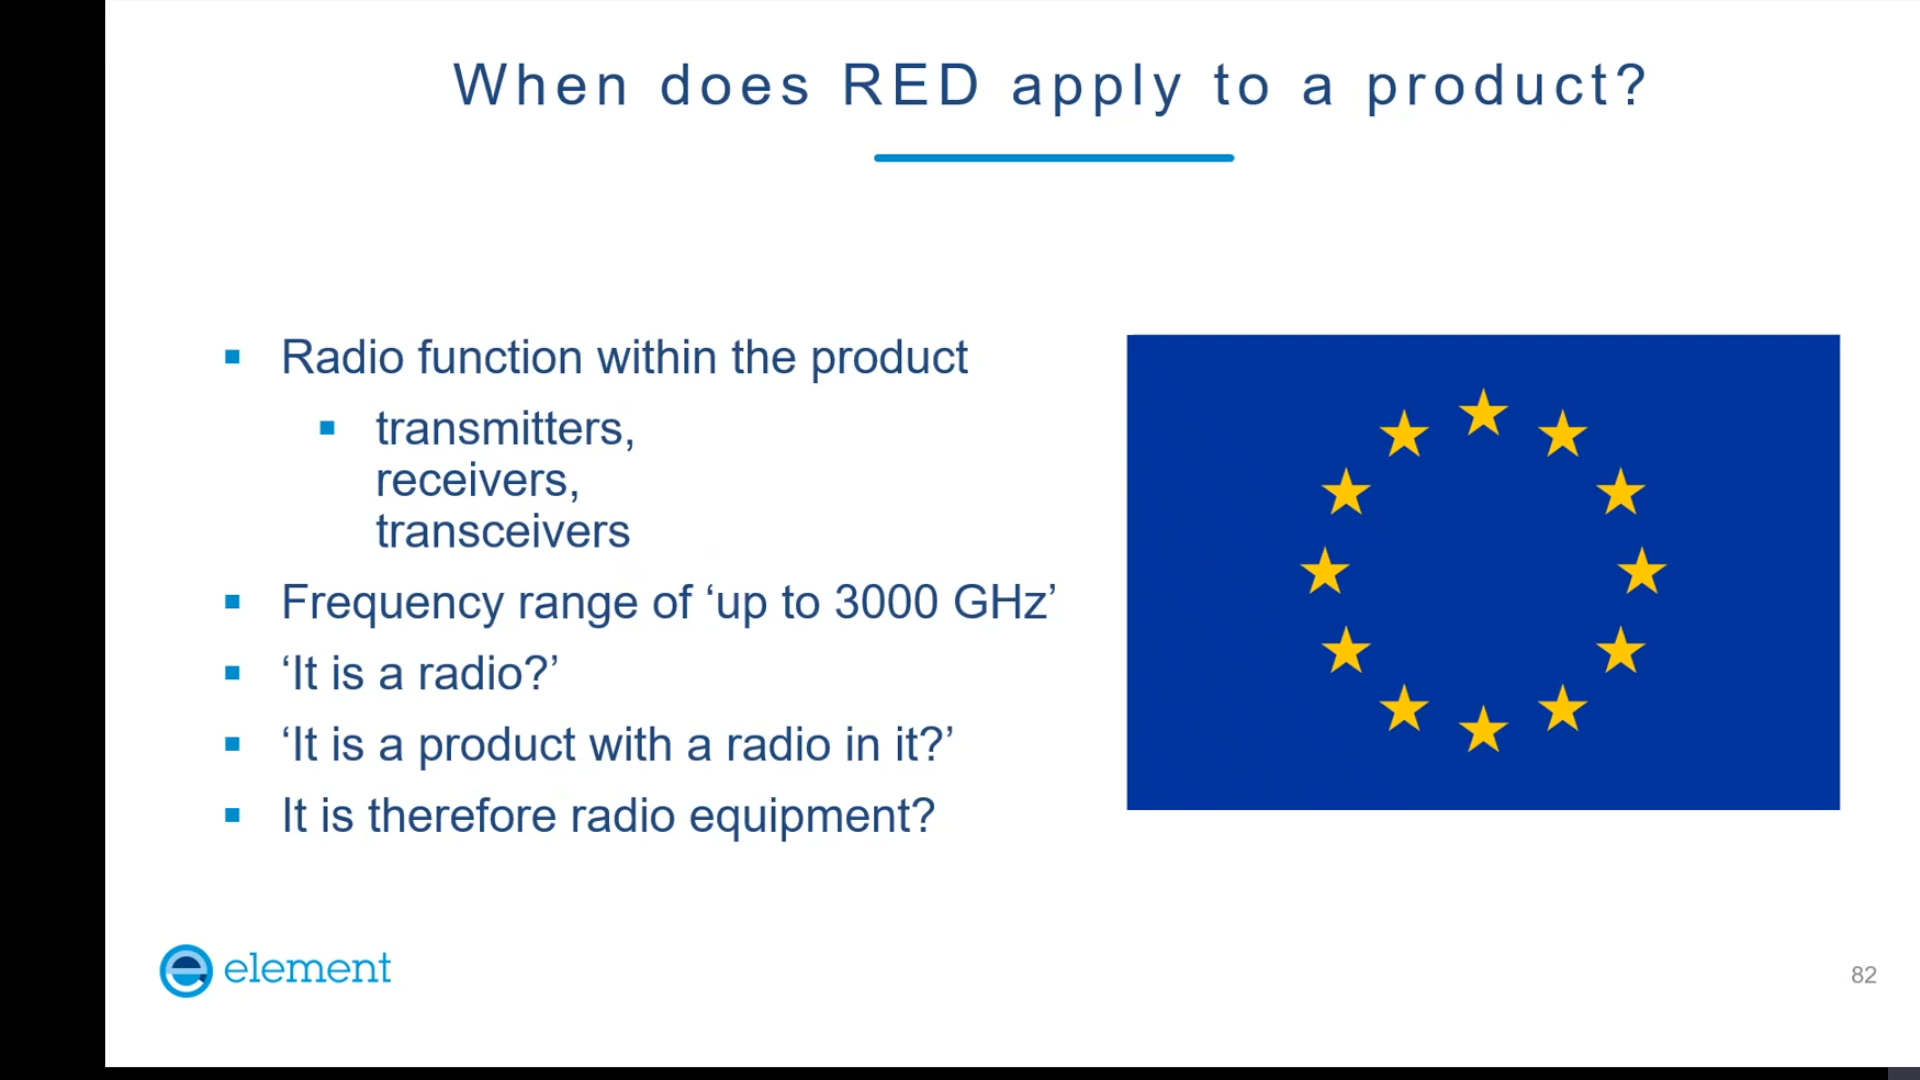 When does RED apply to a product?
Radio function within the product
transmitters,
receivers,
transceivers
Frequency range of ‘up to 3000 GHz’
‘It is a radio?’
‘It is a product with a radio in it?’
It is therefore radio equipment?
element
82